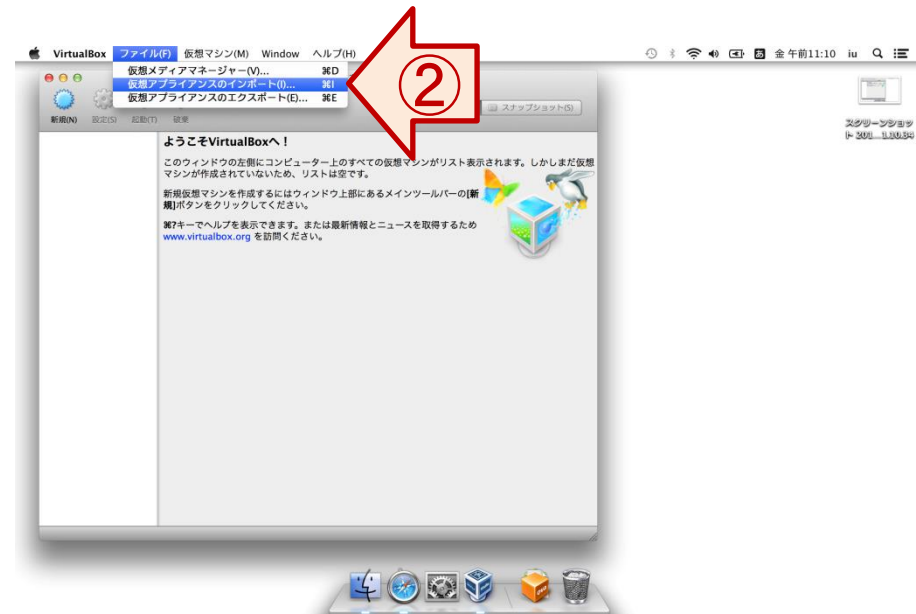 VirtualBox ファイル(F) 仮想マシン(M) Window ヘルプ(H) 金 午前11:10 iu
仮想メディアマネージャー(V)... ⌘D
仮想アプライアンスのインポート(I)... ⌘I
仮想アプライアンスのエクスポート(E)... ⌘E
②
新規(N) 設定(S) 起動(T) 破棄
スナップショット(S)
スクリーンショッ
ト 201....1.10.34
ようこそVirtualBoxへ！
このウィンドウの左側にコンピューター上のすべての仮想マシンがリスト表示されます。しかしまだ仮想
マシンが作成されていないため、リストは空です。
新規仮想マシンを作成するにはウィンドウ上部にあるメインツールバーの[新
規]ボタンをクリックしてください。
⌘?キーでヘルプを表示できます。または最新情報とニュースを取得するため
www.virtualbox.org を訪問ください。